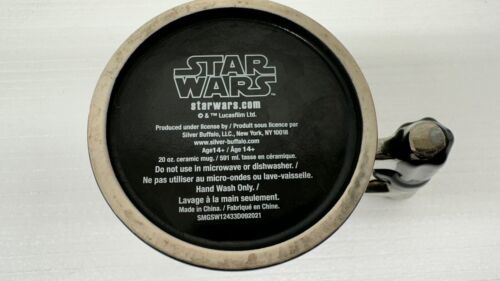 STAR
WARS
starwars.com
© & ™ Lucasfilm Ltd.
Produced under license by / Produit sous licence par
Silver Buffalo, LLC., New York, NY 10018
www.silver-buffalo.com
Age14+ / Âge 14+
20 oz. ceramic mug. / 591 ml. tasse en céramique.
Do not use in microwave or dishwasher. /
Ne pas utiliser au micro-ondes ou lave-vaisselle.
Hand Wash Only. /
Lavage à la main seulement.
Made in China. / Fabriqué en Chine.
SMGSW12433D092021